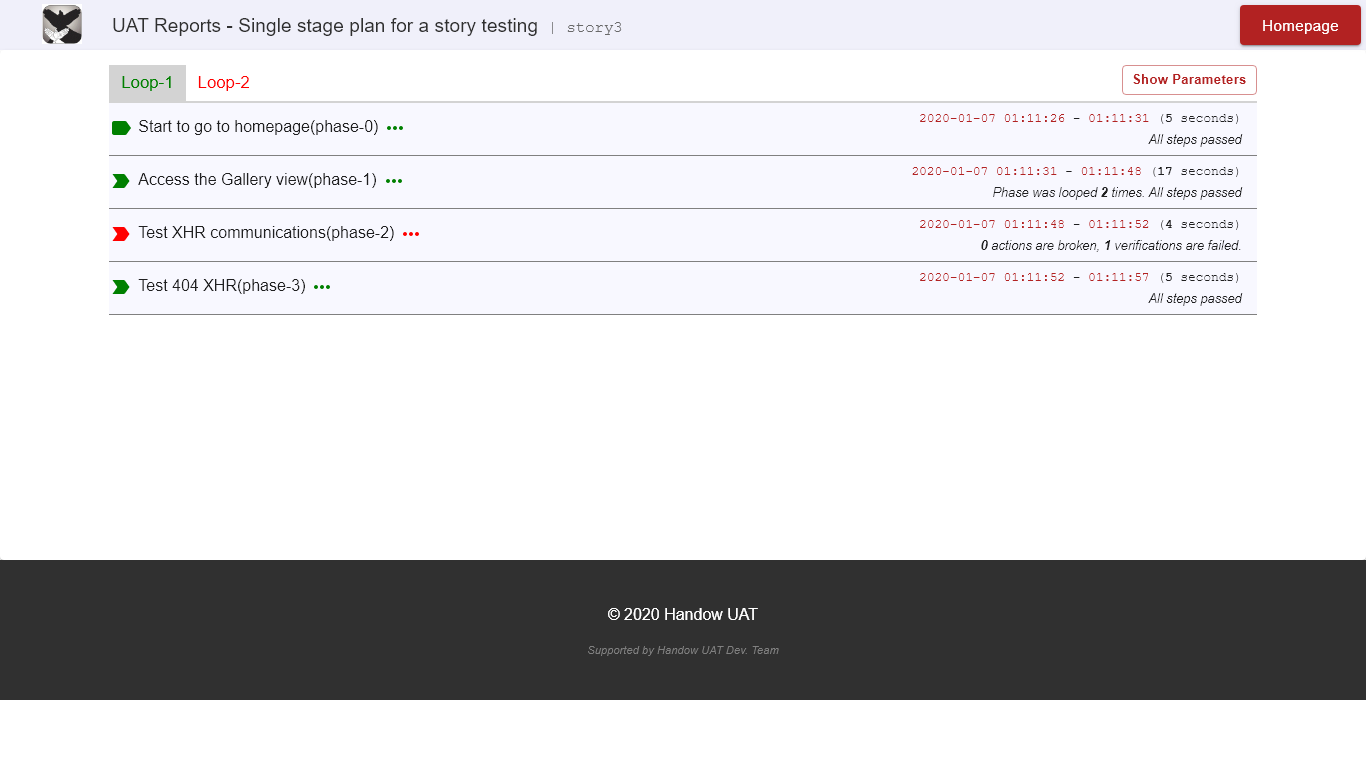 UAT Reports - Single stage plan for a story testing | story3
Homepage
Loop-1 Loop-2
Show Parameters
Start to go to homepage(phase-0)
2020-01-07 01:11:26 - 01:11:31 (5 seconds)
All steps passed
Access the Gallery view(phase-1)
2020-01-07 01:11:31 - 01:11:48 (17 seconds)
Phase was looped 2 times. All steps passed
Test XHR communications(phase-2)
2020-01-07 01:11:48 - 01:11:52 (4 seconds)
0 actions are broken, 1 verifications are failed.
Test 404 XHR(phase-3)
2020-01-07 01:11:52 - 01:11:57 (5 seconds)
All steps passed
© 2020 Handow UAT
Supported by Handow UAT Dev. Team